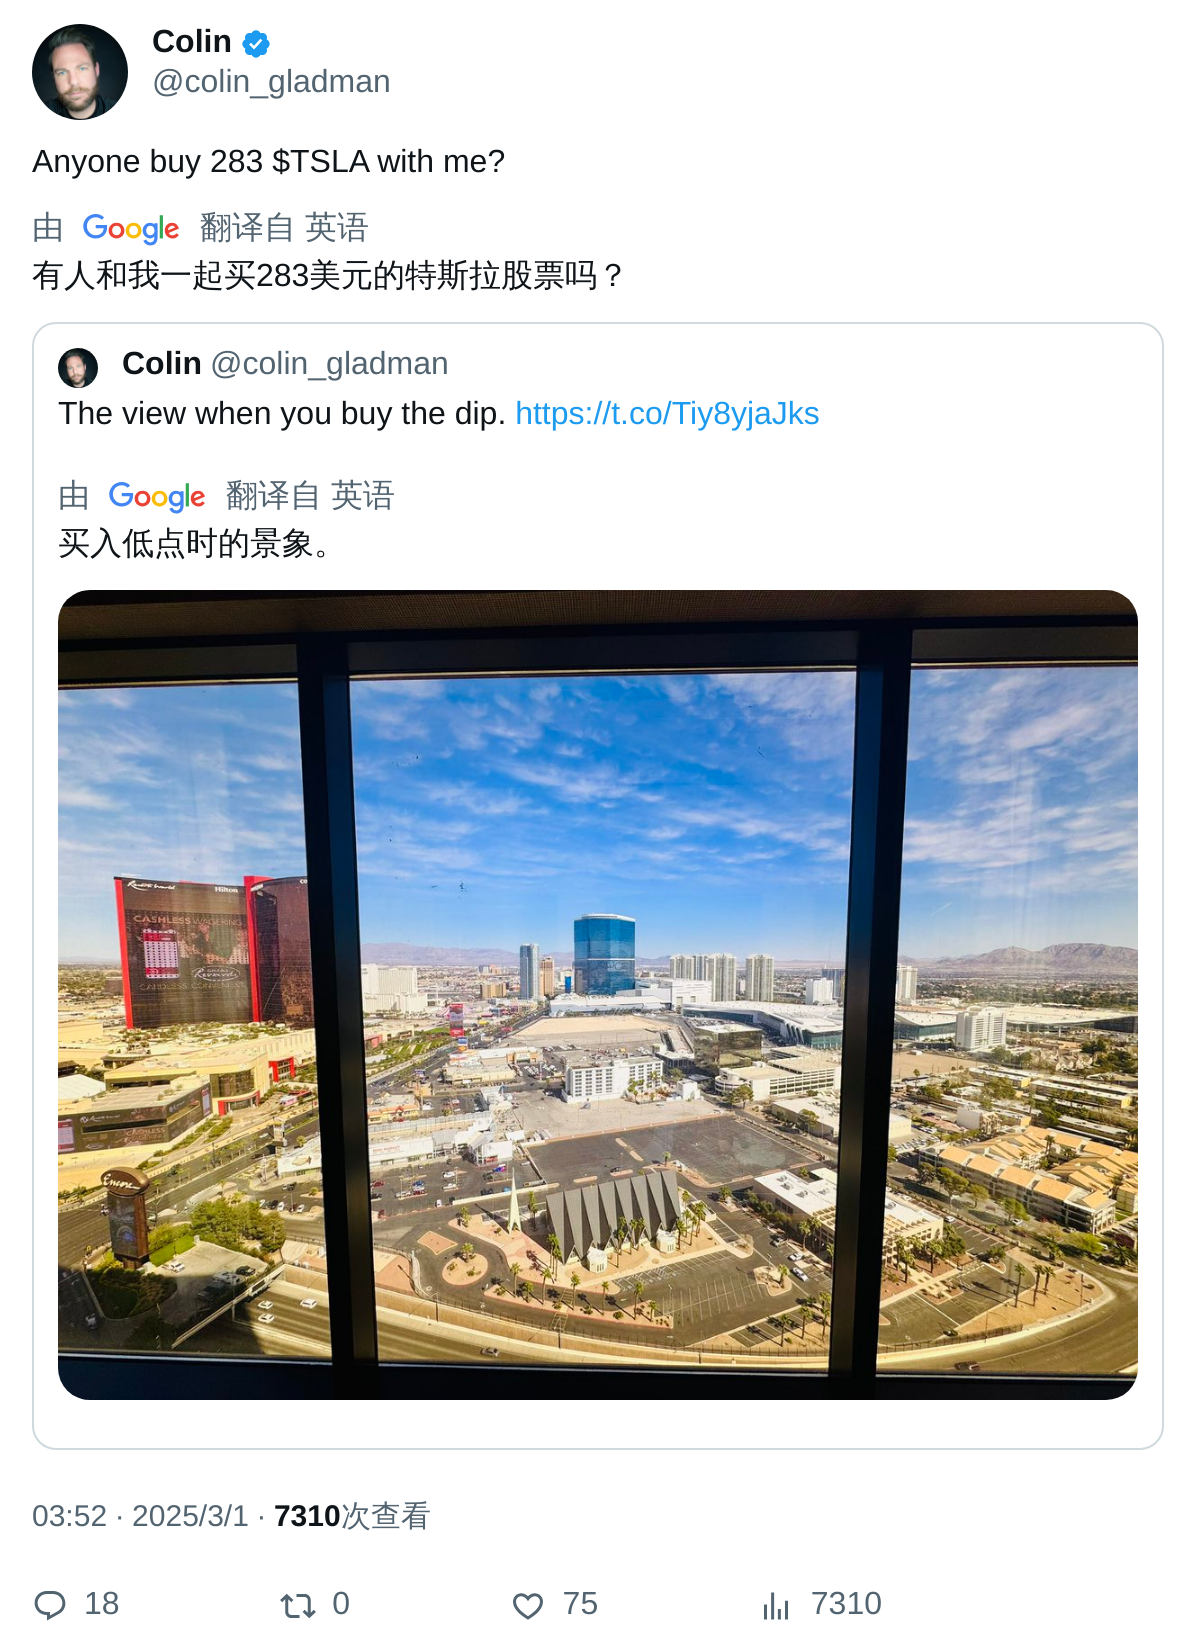 Colin
@colin_gladman
Anyone buy 283 $TSLA with me?
由 Google 翻译自 英语
有人和我一起买283美元的特斯拉股票吗？
Colin @colin_gladman
The view when you buy the dip. https://t.co/Tiy8yjaJks
由 Google 翻译自 英语
买入低点时的景象。
Resorts World
Hilton
CASHLESS WAGERING
Rewards
CARDLESS CONVENIENCE
CASHLESS
Encore
03:52 · 2025/3/1 · 7310次查看
18 0 75 7310